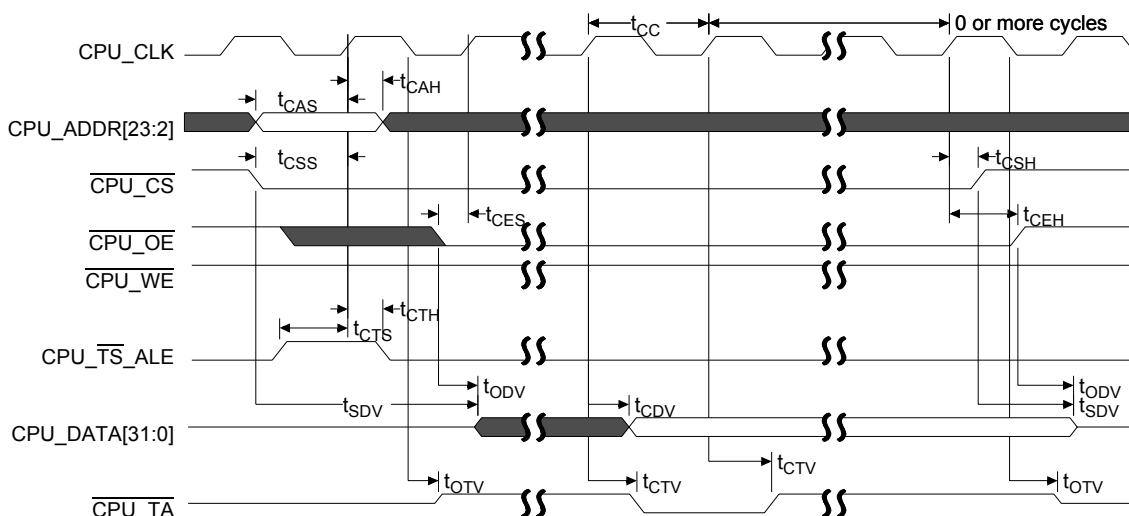 tCC
0 or more cycles
CPU_CLK
tCAH
tCAS
CPU_ADDR[23:2]
tCSS
tCSH
CPU_CS
tCES
tCEH
CPU_OE
CPU_WE
tCTH
tCTS
CPU_TS_ALE
tODV
tODV
tSDV
tCDV
tSDV
CPU_DATA[31:0]
tCTV
tOTV
tCTV
tOTV
CPU_TA